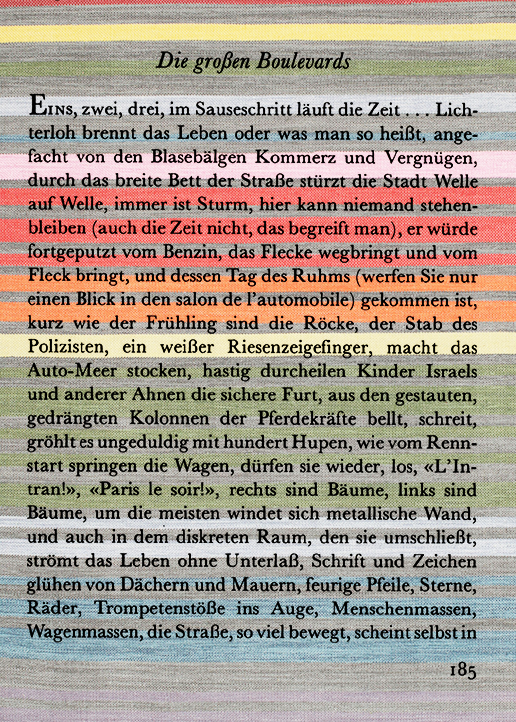 Die großen Boulevards
EINS, zwei, drei, im Sauseschritt läuft die Zeit . . . Lich-
terloh brennt das Leben oder was man so heißt, ange-
facht von den Blasebälgen Kommerz und Vergnügen,
durch das breite Bett der Straße stürzt die Stadt Welle
auf Welle, immer ist Sturm, hier kann niemand stehen-
bleiben (auch die Zeit nicht, das begreift man), er würde
fortgeputzt vom Benzin, das Flecke wegbringt und vom
Fleck bringt, und dessen Tag des Ruhms (werfen Sie nur
einen Blick in den salon de l'automobile) gekommen ist,
kurz wie der Frühling sind die Röcke, der Stab des
Polizisten, ein weißer Riesenzeigefinger, macht das
Auto-Meer stocken, hastig durcheilen Kinder Israels
und anderer Ahnen die sichere Furt, aus den gestauten,
gedrängten Kolonnen der Pferdekräfte bellt, schreit,
gröhlt es ungeduldig mit hundert Hupen, wie vom Renn-
start springen die Wagen, dürfen sie wieder, los, «L'In-
tran!», «Paris le soir!», rechts sind Bäume, links sind
Bäume, um die meisten windet sich metallische Wand,
und auch in dem diskreten Raum, den sie umschließt,
strömt das Leben ohne Unterlaß, Schrift und Zeichen
glühen von Dächern und Mauern, feurige Pfeile, Sterne,
Räder, Trompetenstöße ins Auge, Menschenmassen,
Wagenmassen, die Straße, so viel bewegt, scheint selbst in
185